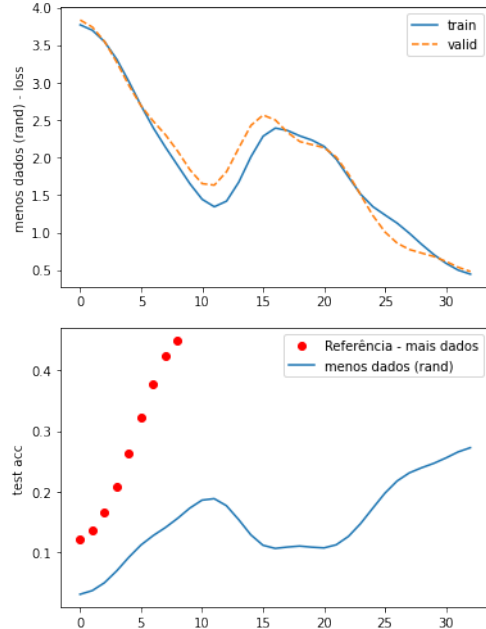 4.0
3.5
3.0
2.5
2.0
1.5
1.0
0.5
menos dados (rand) - loss
train
valid
0 5 10 15 20 25 30
0.4
0.3
0.2
0.1
test acc
Referência - mais dados
menos dados (rand)
0 5 10 15 20 25 30